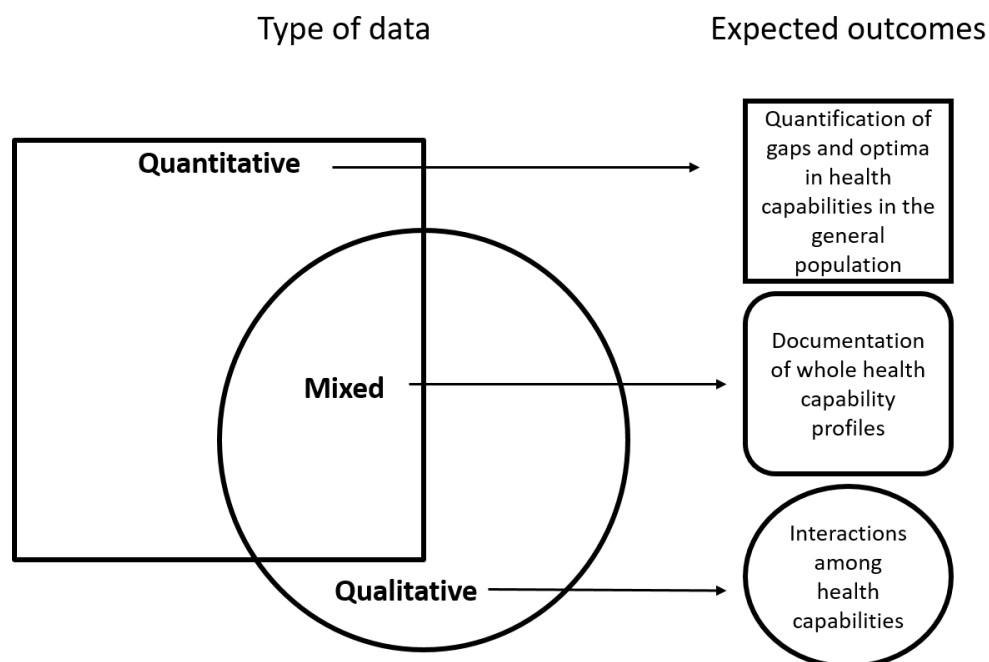 Type of data
Expected outcomes
Quantitative
Quantification of
gaps and optima
in health
capabilities in the
general
population
Mixed
Documentation
of whole health
capability
profiles
Qualitative
Interactions
among
health
capabilities